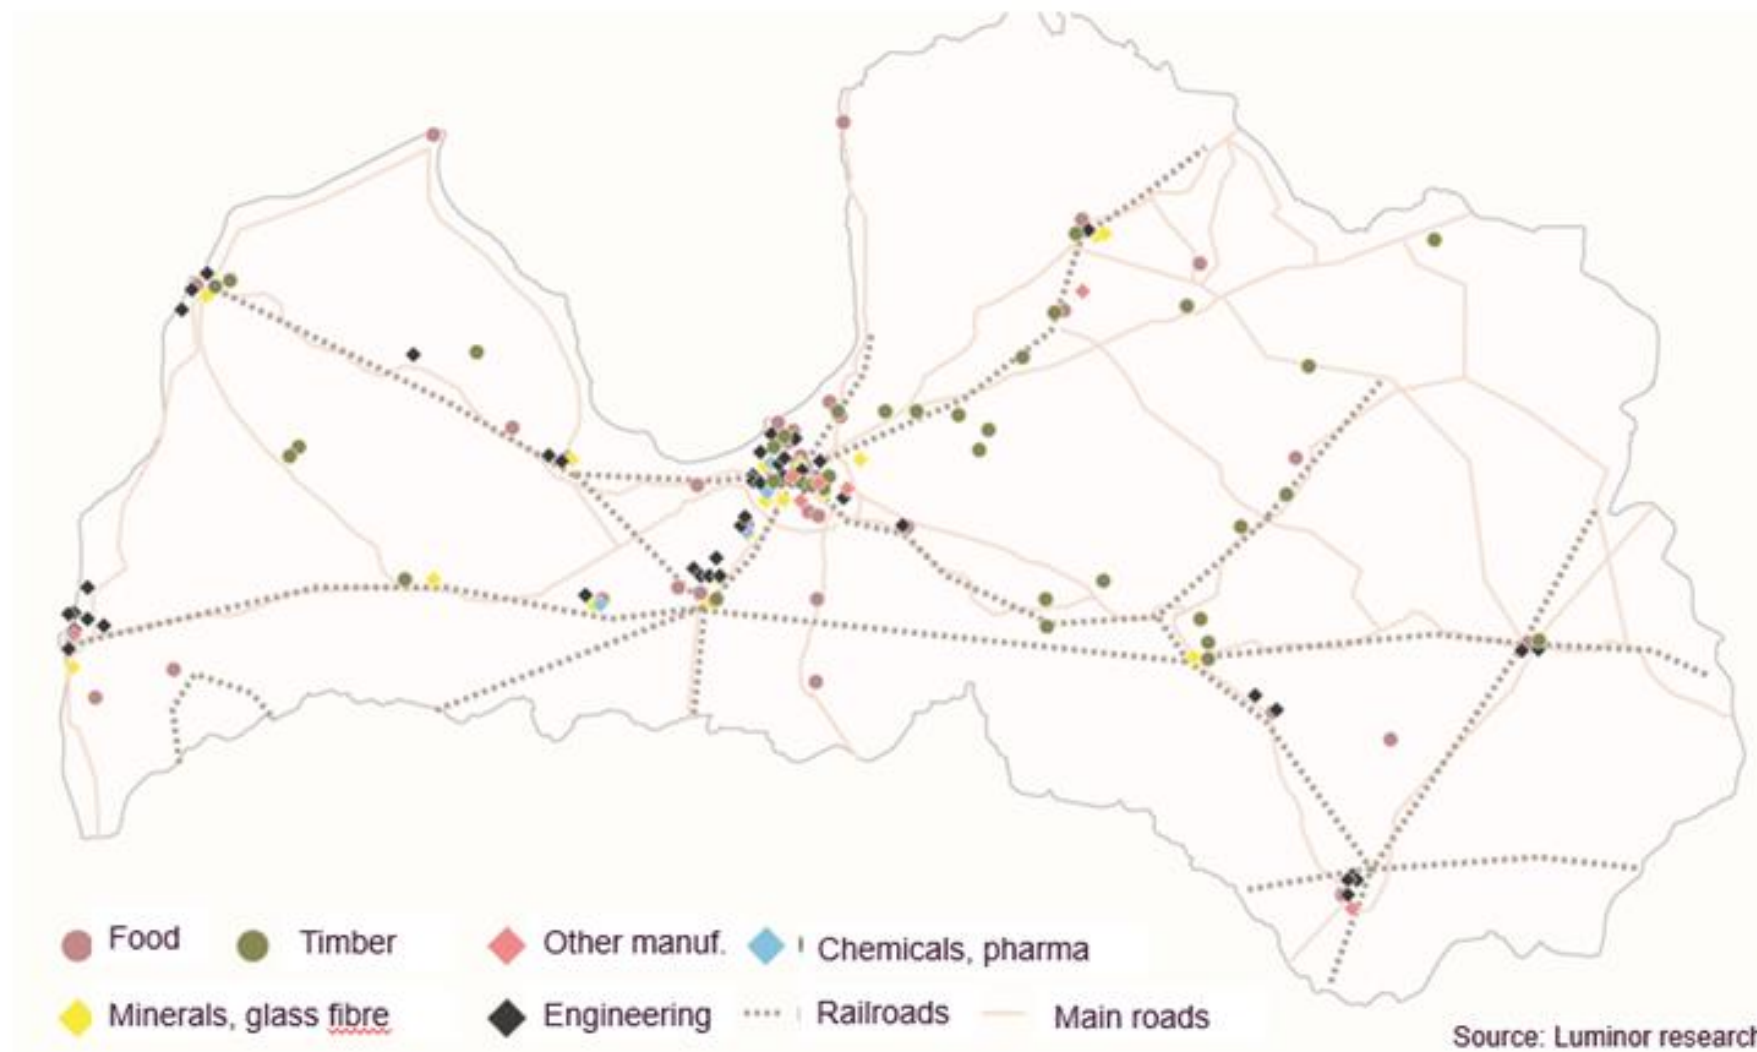 Food
Timber
Other manuf.
Chemicals, pharma
Minerals, glass fibre
Engineering
Railroads
Main roads
Source: Luminor research